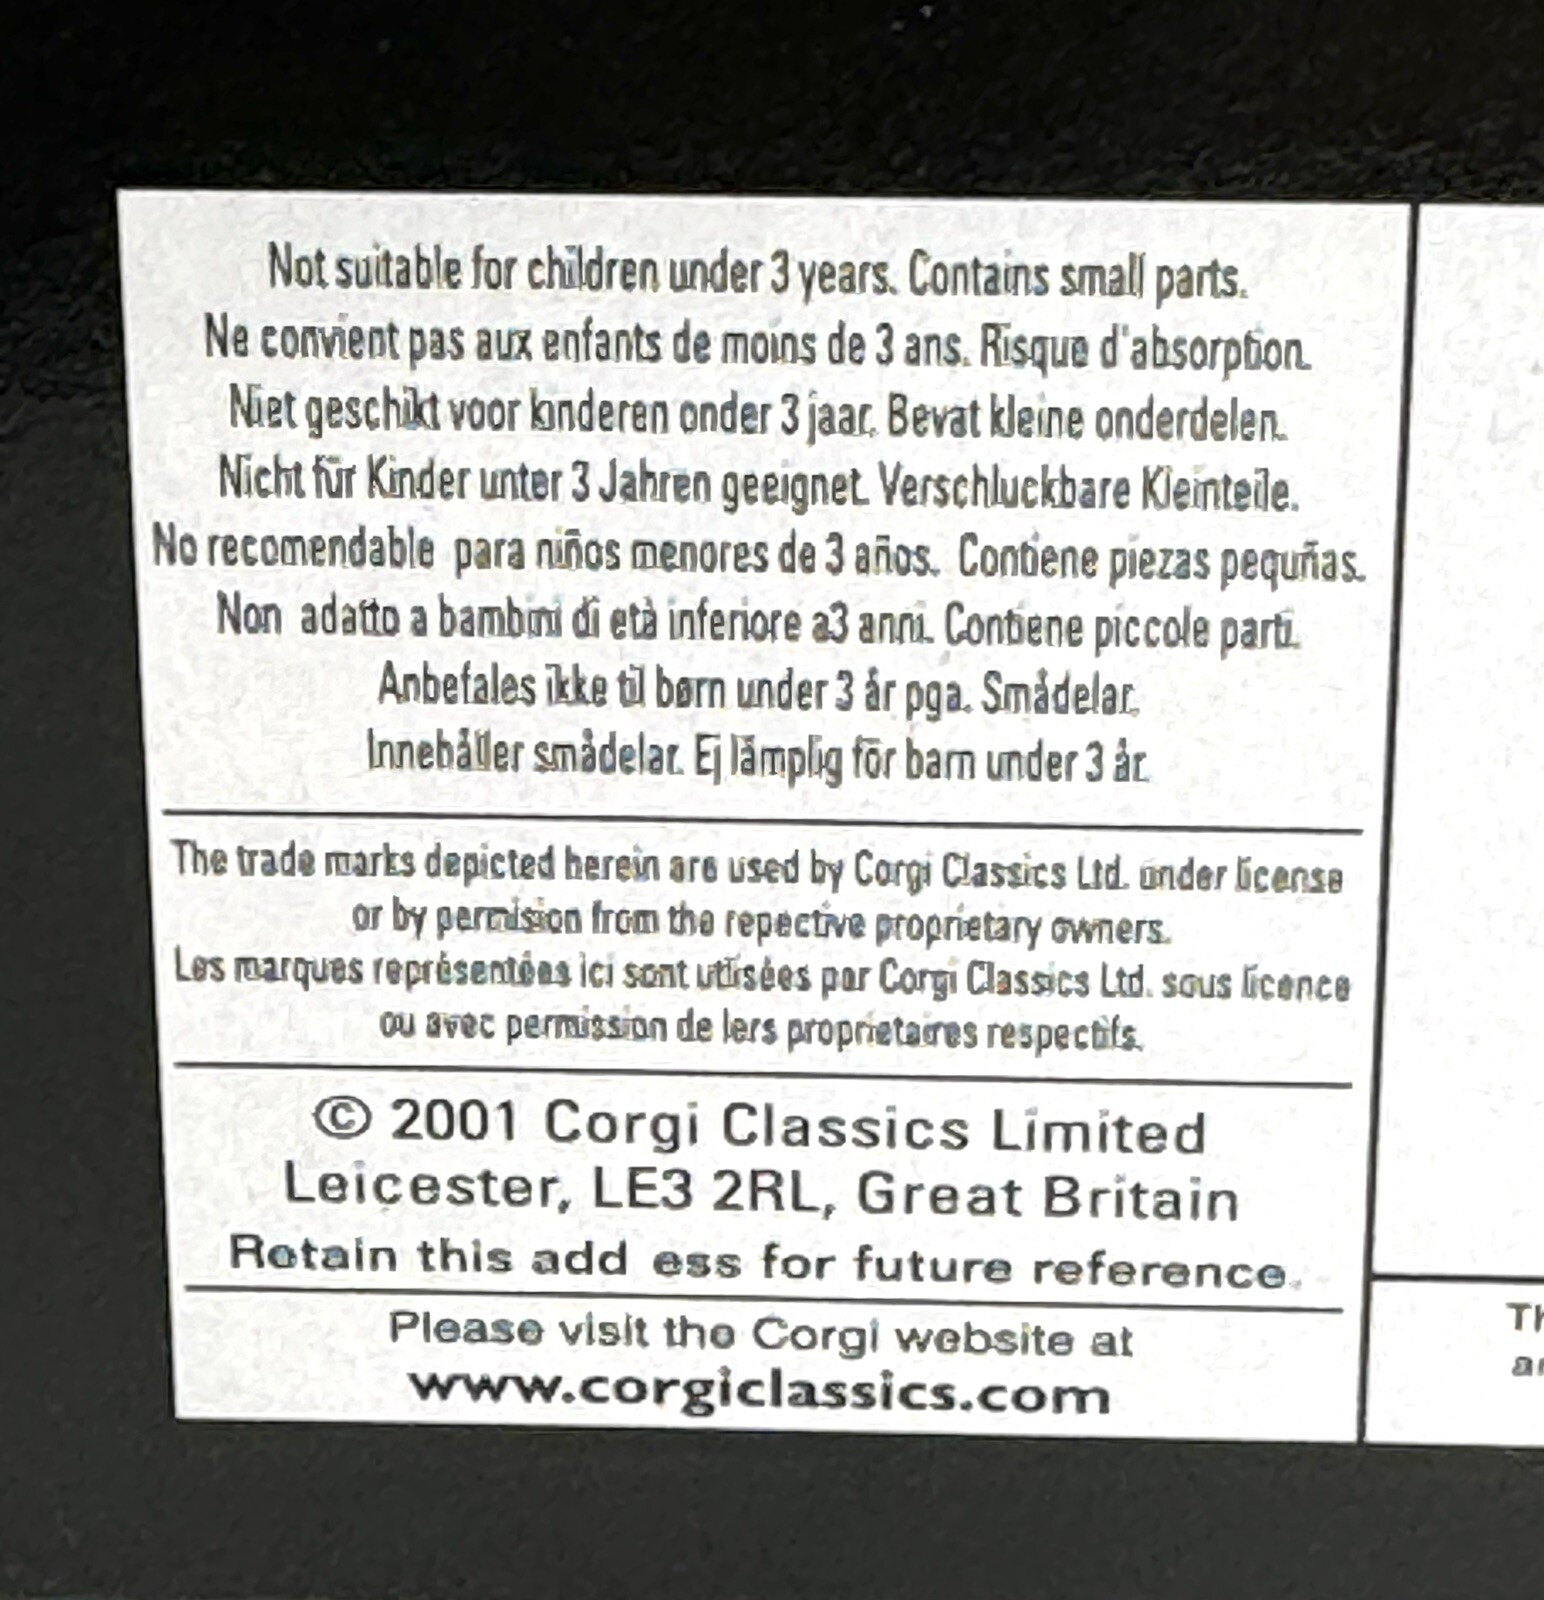 Not suitable for children under 3 years. Contains small parts.
Ne convient pas aux enfants de moins de 3 ans. Risque d'absorption.
Niet geschikt voor kinderen onder 3 jaar. Bevat kleine onderdelen.
Nicht für Kinder unter 3 Jahren geeignet. Verschluckbare Kleinteile.
No recomendable para niños menores de 3 años. Contiene piezas pequñas.
Non adatto a bambini di età inferiore a3 anni. Contiene piccole parti.
Anbefales ikke til børn under 3 år pga. Smådelar.
Innebåller smådelar. Ej lämplig för barn under 3 år.
The trade marks depicted herein are used by Corgi Classics Ltd. under license
or by permision from the repective proprietary owners.
Les marques représentées ici sont utlisées par Corgi Classics Ltd. sous licence
ou avec permission de lers proprietaires respectifs.
© 2001 Corgi Classics Limited
Leicester, LE3 2RL, Great Britain
Retain this add ess for future reference.
Please visit the Corgi website at
www.corgiclassics.com